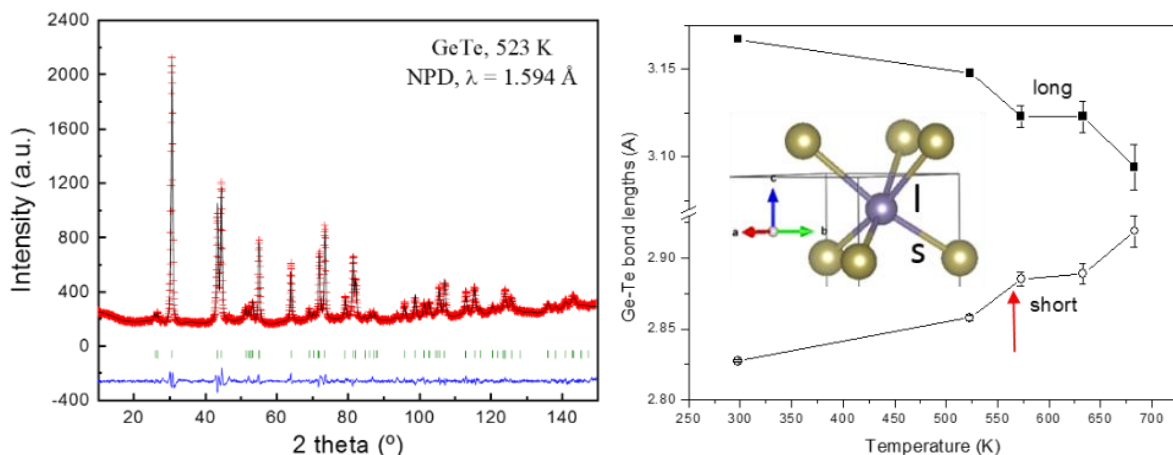 GeTe, 523 K
NPD, λ = 1.594 Å
Intensity (a.u.)
2400
2000
1600
1200
800
400
0
-400
20
40
60
80
100
120
140
2 theta (º)
Ge-Te bond lengths (A)
3.15
3.10
2.90
2.85
2.80
long
short
c
a
b
l
s
250
300
350
400
450
500
550
600
650
700
Temperature (K)